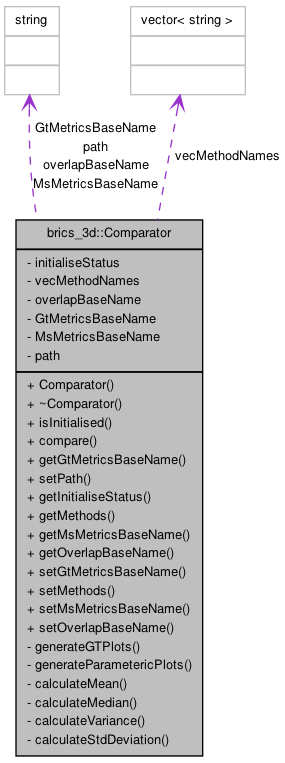 string
vector< string >
GtMetricsBaseName
path
overlapBaseName
MsMetricsBaseName
vecMethodNames
brics_3d::Comparator
- initialiseStatus
- vecMethodNames
- overlapBaseName
- GtMetricsBaseName
- MsMetricsBaseName
- path
+ Comparator()
+ ~Comparator()
+ isInitialised()
+ compare()
+ getGtMetricsBaseName()
+ setPath()
+ getInitialiseStatus()
+ getMethods()
+ getMsMetricsBaseName()
+ getOverlapBaseName()
+ setGtMetricsBaseName()
+ setMethods()
+ setMsMetricsBaseName()
+ setOverlapBaseName()
- generateGTPlots()
- generateParametericPlots()
- calculateMean()
- calculateMedian()
- calculateVariance()
- calculateStdDeviation()